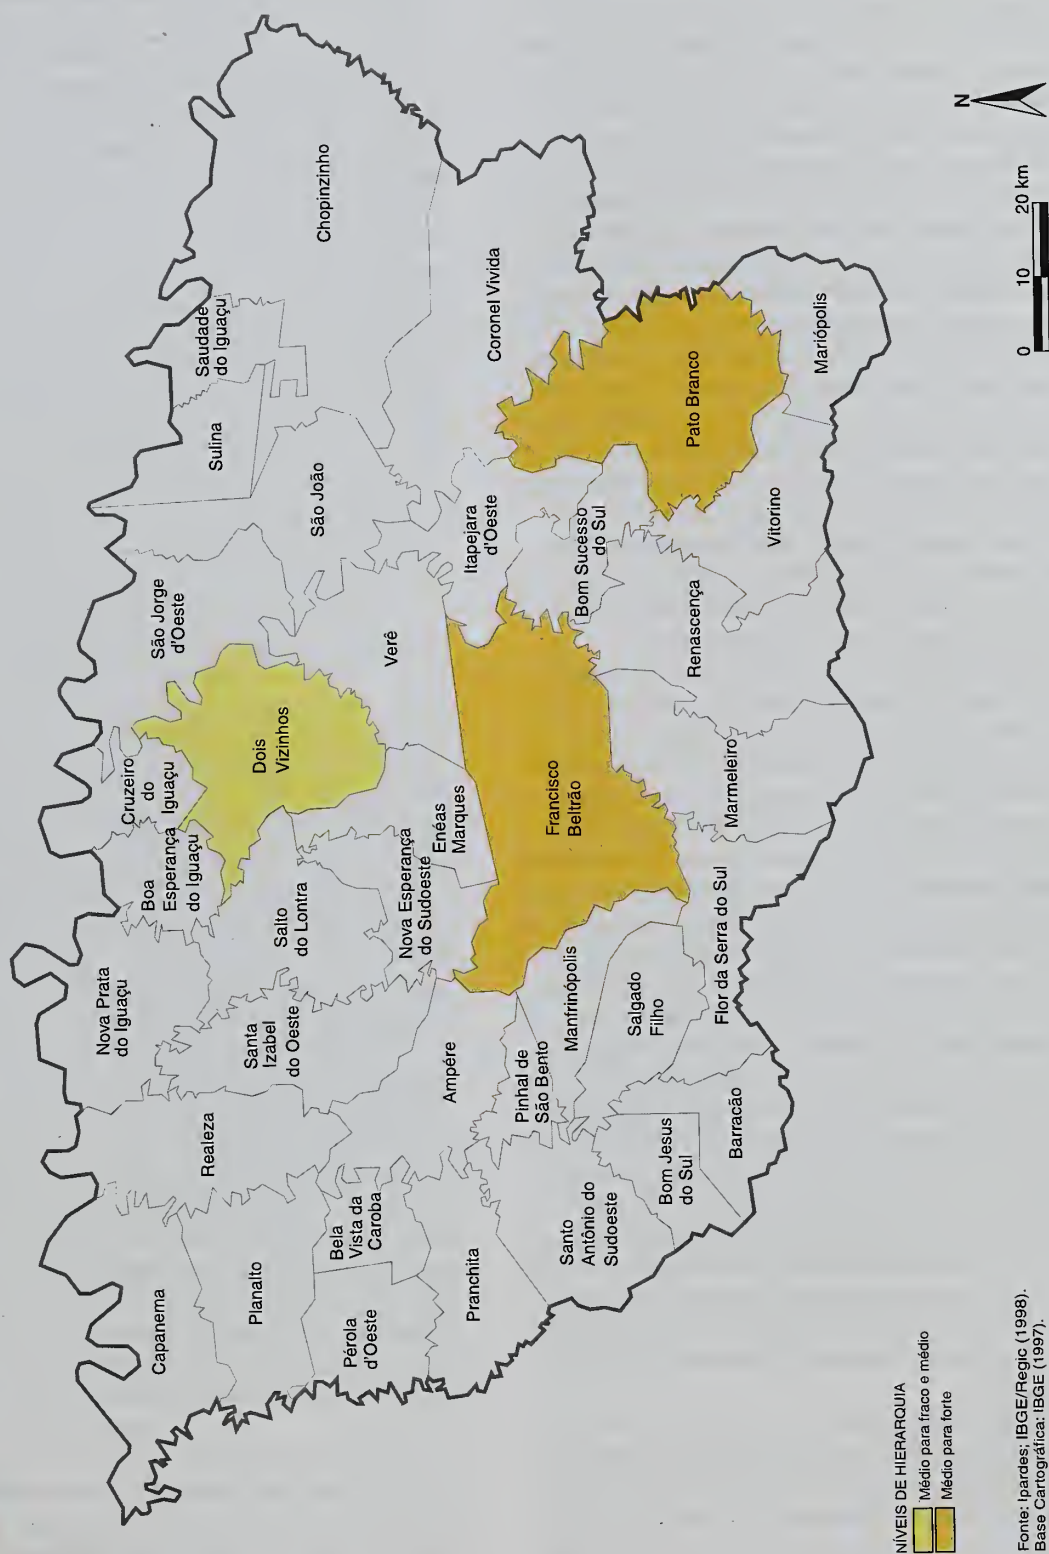 Capanema
Planalto
Pérola
d'Oeste
Bela
Vista da
Caroba
Pranchita
Realeza
Nova Prata
do Iguaçu
Santa
Izabel
do Oeste
Ampére
Santo
Antônio do
Sudoeste
Pinhal de
São Bento
Bom Jesus
do Sul
Barracão
Manfrinópolis
Salgado
Filho
Flor da Serra do Sul
Boa
Esperança
do Iguaçu
Cruzeiro
do
Iguaçu
Salto
do Lontra
Nova Esperança
do Sudoeste
Enéas
Marques
Dois
Vizinhos
Francisco
Beltrão
Marmeleiro
São Jorge
d'Oeste
Verê
Renascença
São João
Sulina
Saudade
do Iguaçu
Itapejara
d'Oeste
Bom Sucesso
do Sul
Vitorino
Pato Branco
Mariópolis
Coronel Vivida
Chopinzinho
N
0 10 20 km
NÍVEIS DE HIERARQUIA
Médio para fraco e médio
Médio para forte
Fonte: Ipardes; IBGE/Regic (1998).
Base Cartográfica: IBGE (1997).